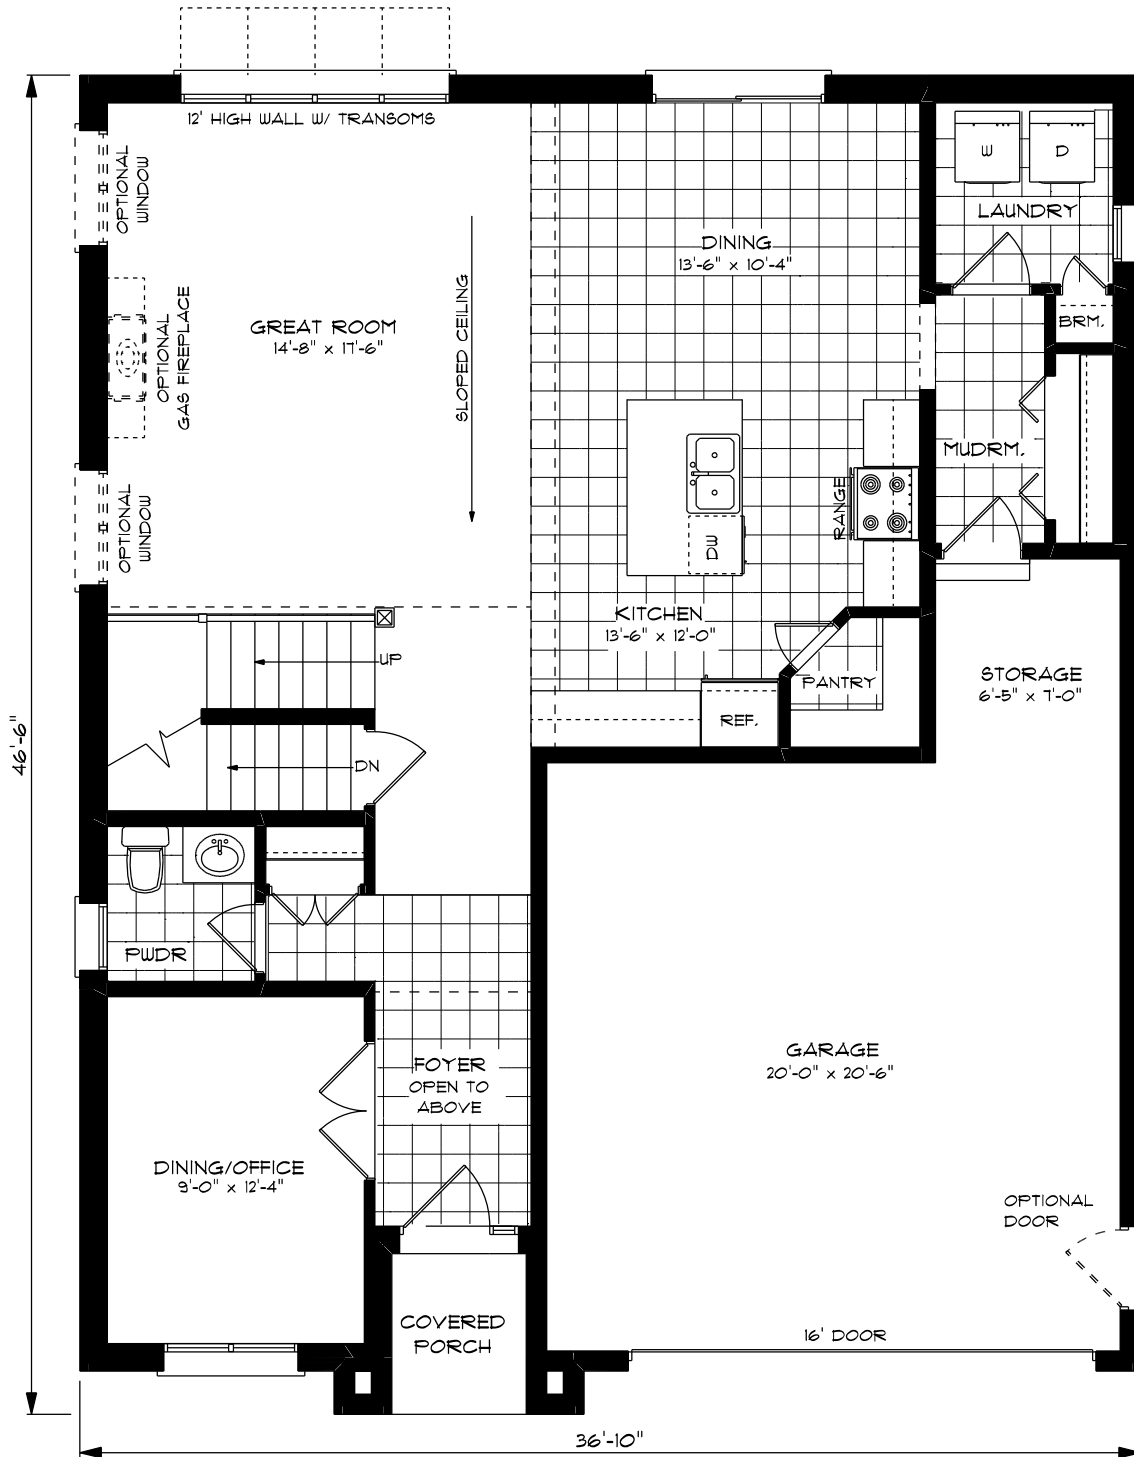 12' HIGH WALL W/ TRANSOMS
OPTIONAL
WINDOW
W
D
LAUNDRY
DINING
13'-6" x 10'-4"
BRM.
GREAT ROOM
14'-8" x 17'-6"
OPTIONAL
GAS FIREPLACE
SLOPED CEILING
MUDRM.
RANGE
OPTIONAL
WINDOW
DW
KITCHEN
13'-6" x 12'-0"
UP
PANTRY
STORAGE
6'-5" x 7'-0"
REF.
46'-6"
DN
PWDR
FOYER
OPEN TO
ABOVE
GARAGE
20'-0" x 20'-6"
DINING/OFFICE
9'-0" x 12'-4"
OPTIONAL
DOOR
COVERED
PORCH
16' DOOR
36'-10"